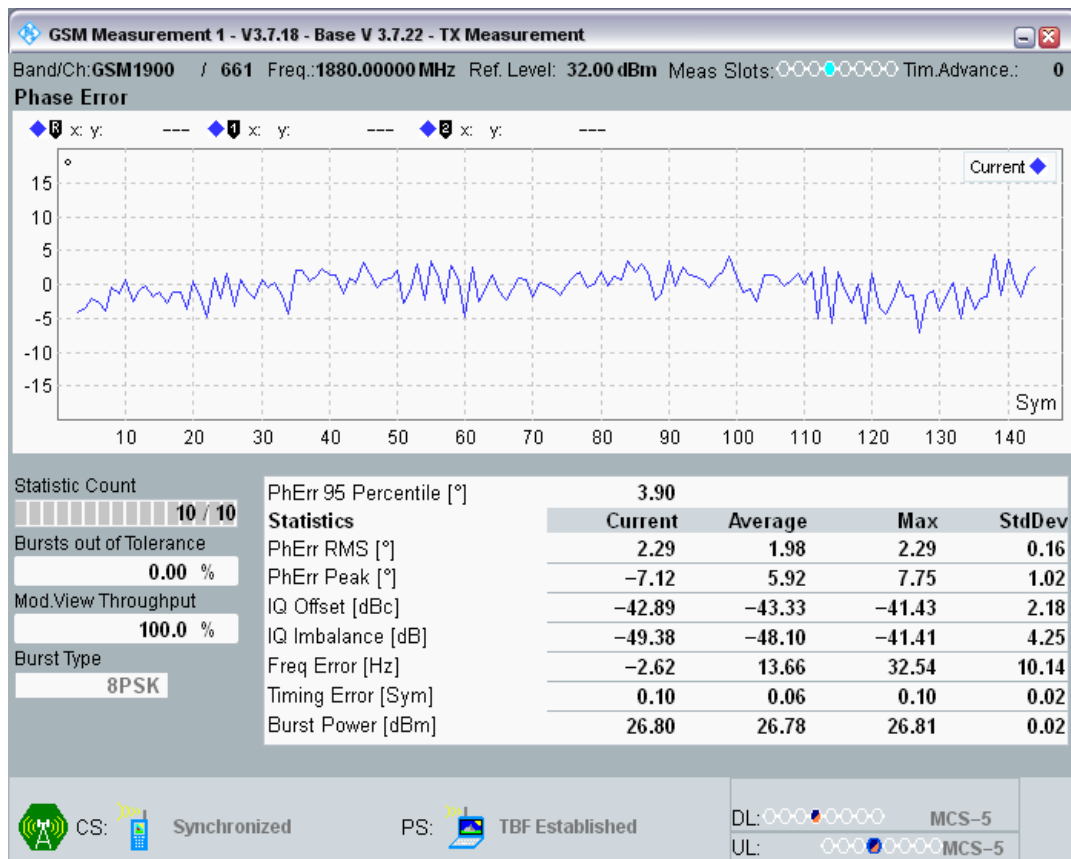 GSM Measurement 1 - V3.7.18 - Base V 3.7.22 - TX Measurement
Band/Ch:GSM1900 / 661 Freq.:1880.00000 MHz Ref. Level: 32.00 dBm Meas Slots: Tim.Advance.: 0
Phase Error
R x: y: --- 1 x: y: --- 2 x: y: ---
°
Current
15
10
5
0
-5
-10
-15
Sym
10 20 30 40 50 60 70 80 90 100 110 120 130 140
Statistic Count
10 / 10
Bursts out of Tolerance
0.00 %
Mod.View Throughput
100.0 %
Burst Type
8PSK
PhErr 95 Percentile [°] 3.90
Statistics Current Average Max StdDev
PhErr RMS [°] 2.29 1.98 2.29 0.16
PhErr Peak [°] −7.12 5.92 7.75 1.02
IQ Offset [dBc] −42.89 −43.33 −41.43 2.18
IQ Imbalance [dB] −49.38 −48.10 −41.41 4.25
Freq Error [Hz] −2.62 13.66 32.54 10.14
Timing Error [Sym] 0.10 0.06 0.10 0.02
Burst Power [dBm] 26.80 26.78 26.81 0.02
CS: Synchronized PS: TBF Established
DL: MCS−5
UL: MCS−5